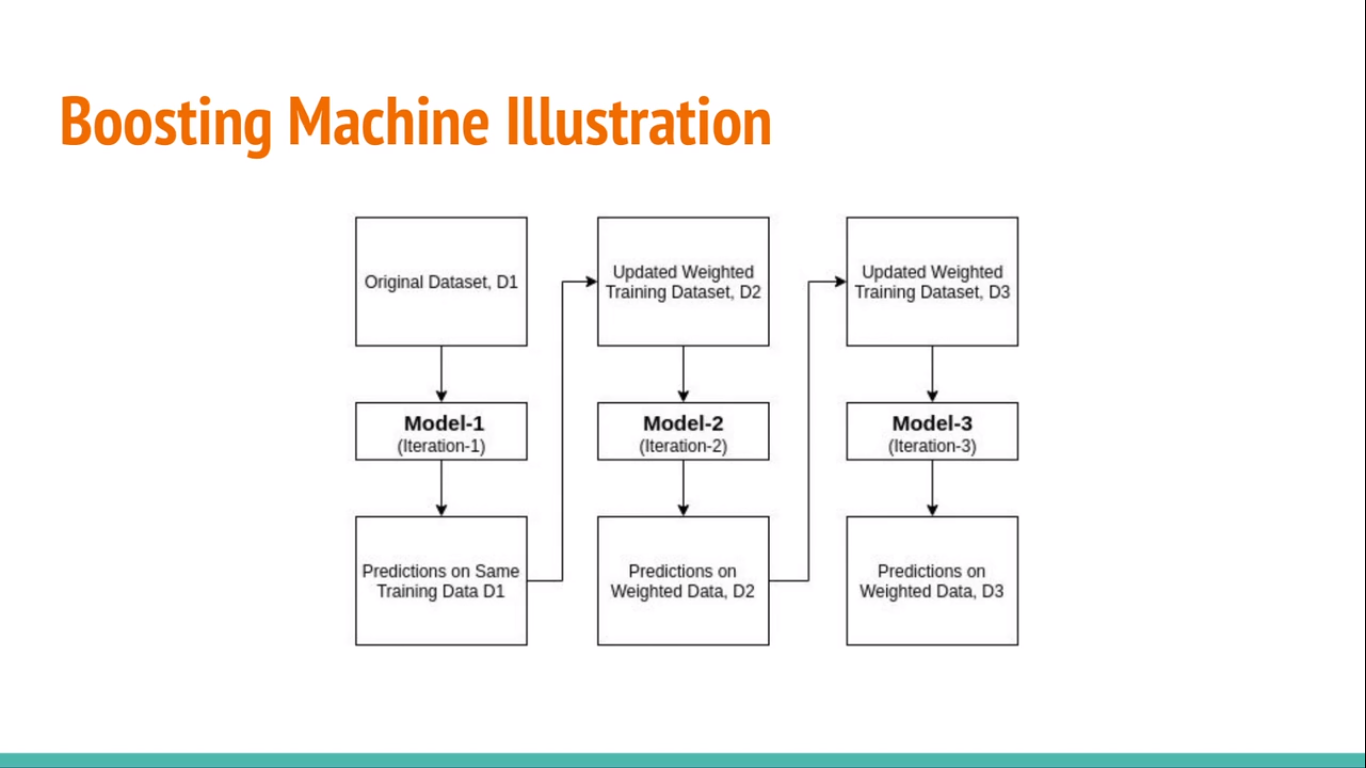 Boosting Machine Illustration
Original Dataset, D1
Updated Weighted
Training Dataset, D2
Updated Weighted
Training Dataset, D3
Model-1
(Iteration-1)
Model-2
(Iteration-2)
Model-3
(Iteration-3)
Predictions on Same
Training Data D1
Predictions on
Weighted Data, D2
Predictions on
Weighted Data, D3